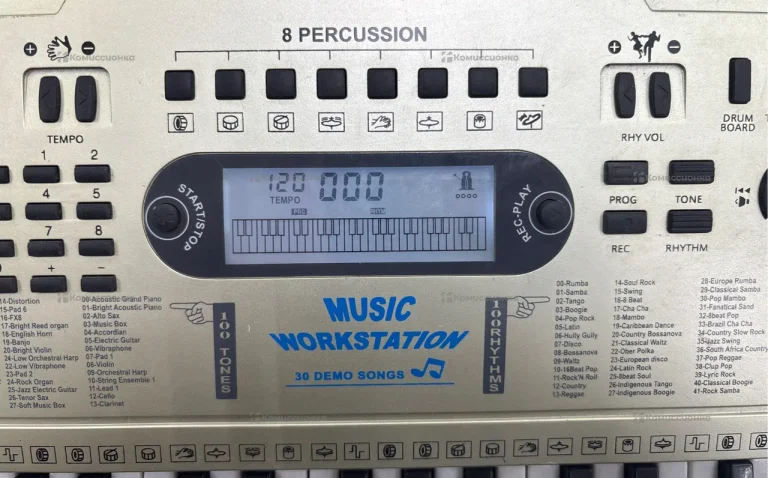 8 PERCUSSION
Комиссионко
Комиссионко
TEMPO
RHY VOL
DRUM
BOARD
1 2
4 5
7 8
+ −
START/STOP
120 000
TEMPO
REC-PLAY
Комиссионко
PROG TONE
REC RHYTHM
14-Distortion
15-Pad 6
16-FX8
17-Bright Reed organ
18-English Horn
19-Banjo
20-Bright Violin
24-Low Orchestral Harp
22-Low Vibraphone
23-Pad 2
24-Rock Organ
25-Jazz Electric Guitar
26-Tenor Sax
27-Soft Music Box
00-Acoustic Grand Piano
01-Bright Acoustic Piano
02-Alto Sax
03-Music Box
04-Accordian
05-Electric Guitar
06-Vibraphone
07-Pad 1
08-Violin
09-Orchestral Harp
10-String Ensemble 1
11-Lead 1
12-Cello
13-Clarinet
100 TONES
MUSIC
WORKSTATION
30 DEMO SONGS
100RHYTHMS
00-Rumba
01-Samba
02-Tango
03-Boogie
04-Pop Rock
05-Latin
06-Hully Gully
07-Disco
08-Bossanova
09-Waltz
10-16Beat Pop
11-Rock'N Roll
12-Country
13-Reggae
14-Soul Rock
15-Swing
16-8 Beat
17-Cha Cha
18-Mambo
19-Caribbean Dance
20-Country Bossanova
21-Classical Waltz
22-Ober Polka
23-European disco
24-Latin Rock
25-8beat Soul
26-Indigenous Tango
27-Indigenous Boogie
28-Europe Rumba
29-Classical Samba
30-Pop Mambo
31-Fanatical Sand
32-8beat Pop
33-Brazil Cha Cha
34-Country Slow Rock
35-Jazz Swing
36-South Africa Country
37-Pop Reggae
38-Clup Pop
39-Lyric Rock
40-Classical Boogie
41-Rock Samba